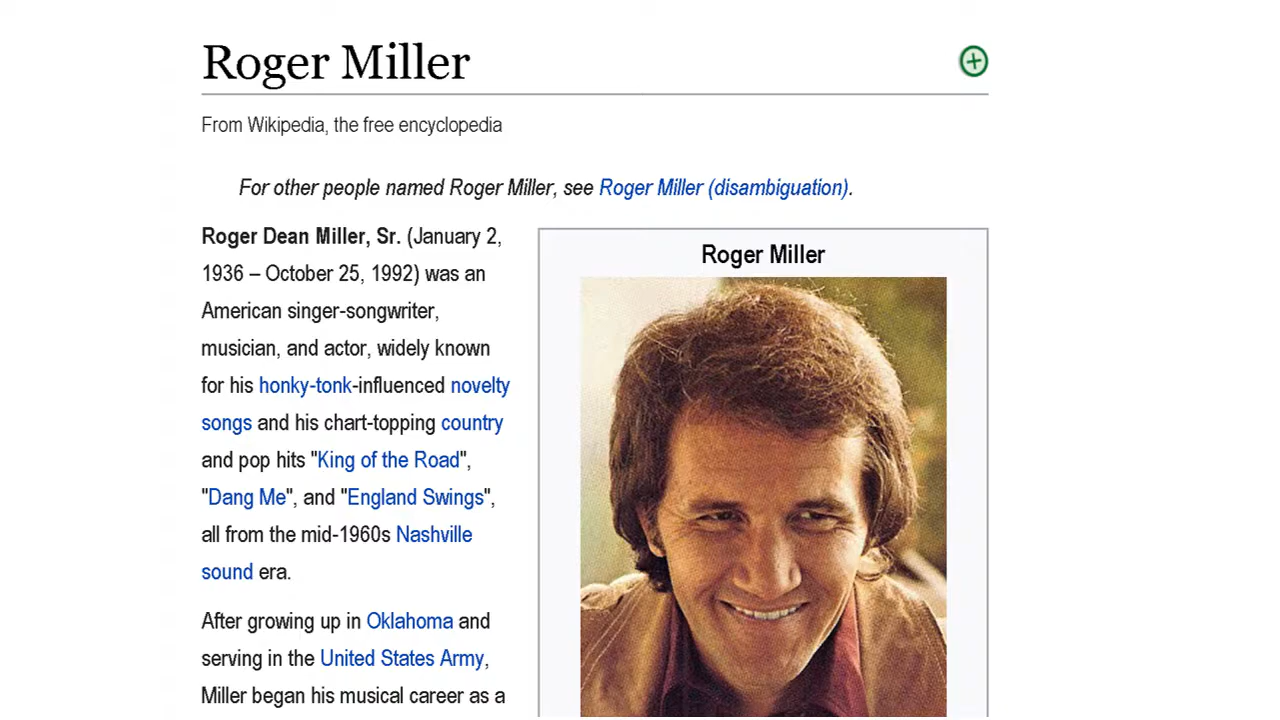 Roger Miller
From Wikipedia, the free encyclopedia
For other people named Roger Miller, see Roger Miller (disambiguation).
Roger Dean Miller, Sr. (January 2,
1936 – October 25, 1992) was an
American singer-songwriter,
musician, and actor, widely known
for his honky-tonk-influenced novelty
songs and his chart-topping country
and pop hits "King of the Road",
"Dang Me", and "England Swings",
all from the mid-1960s Nashville
sound era.
After growing up in Oklahoma and
serving in the United States Army,
Miller began his musical career as a
Roger Miller